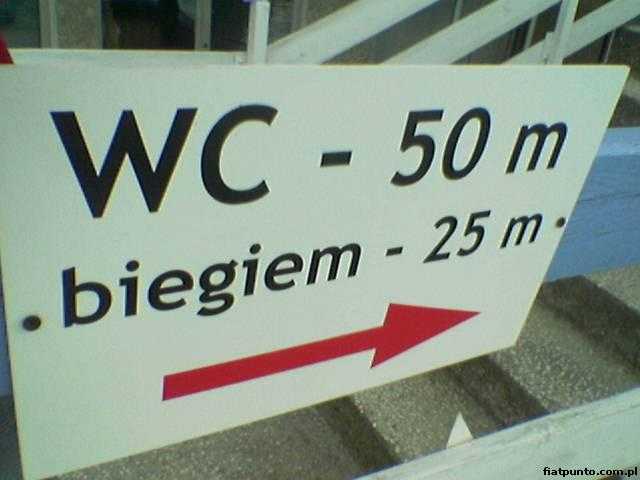 WC - 50 m
biegiem - 25 m
fiatpunto.com.pl